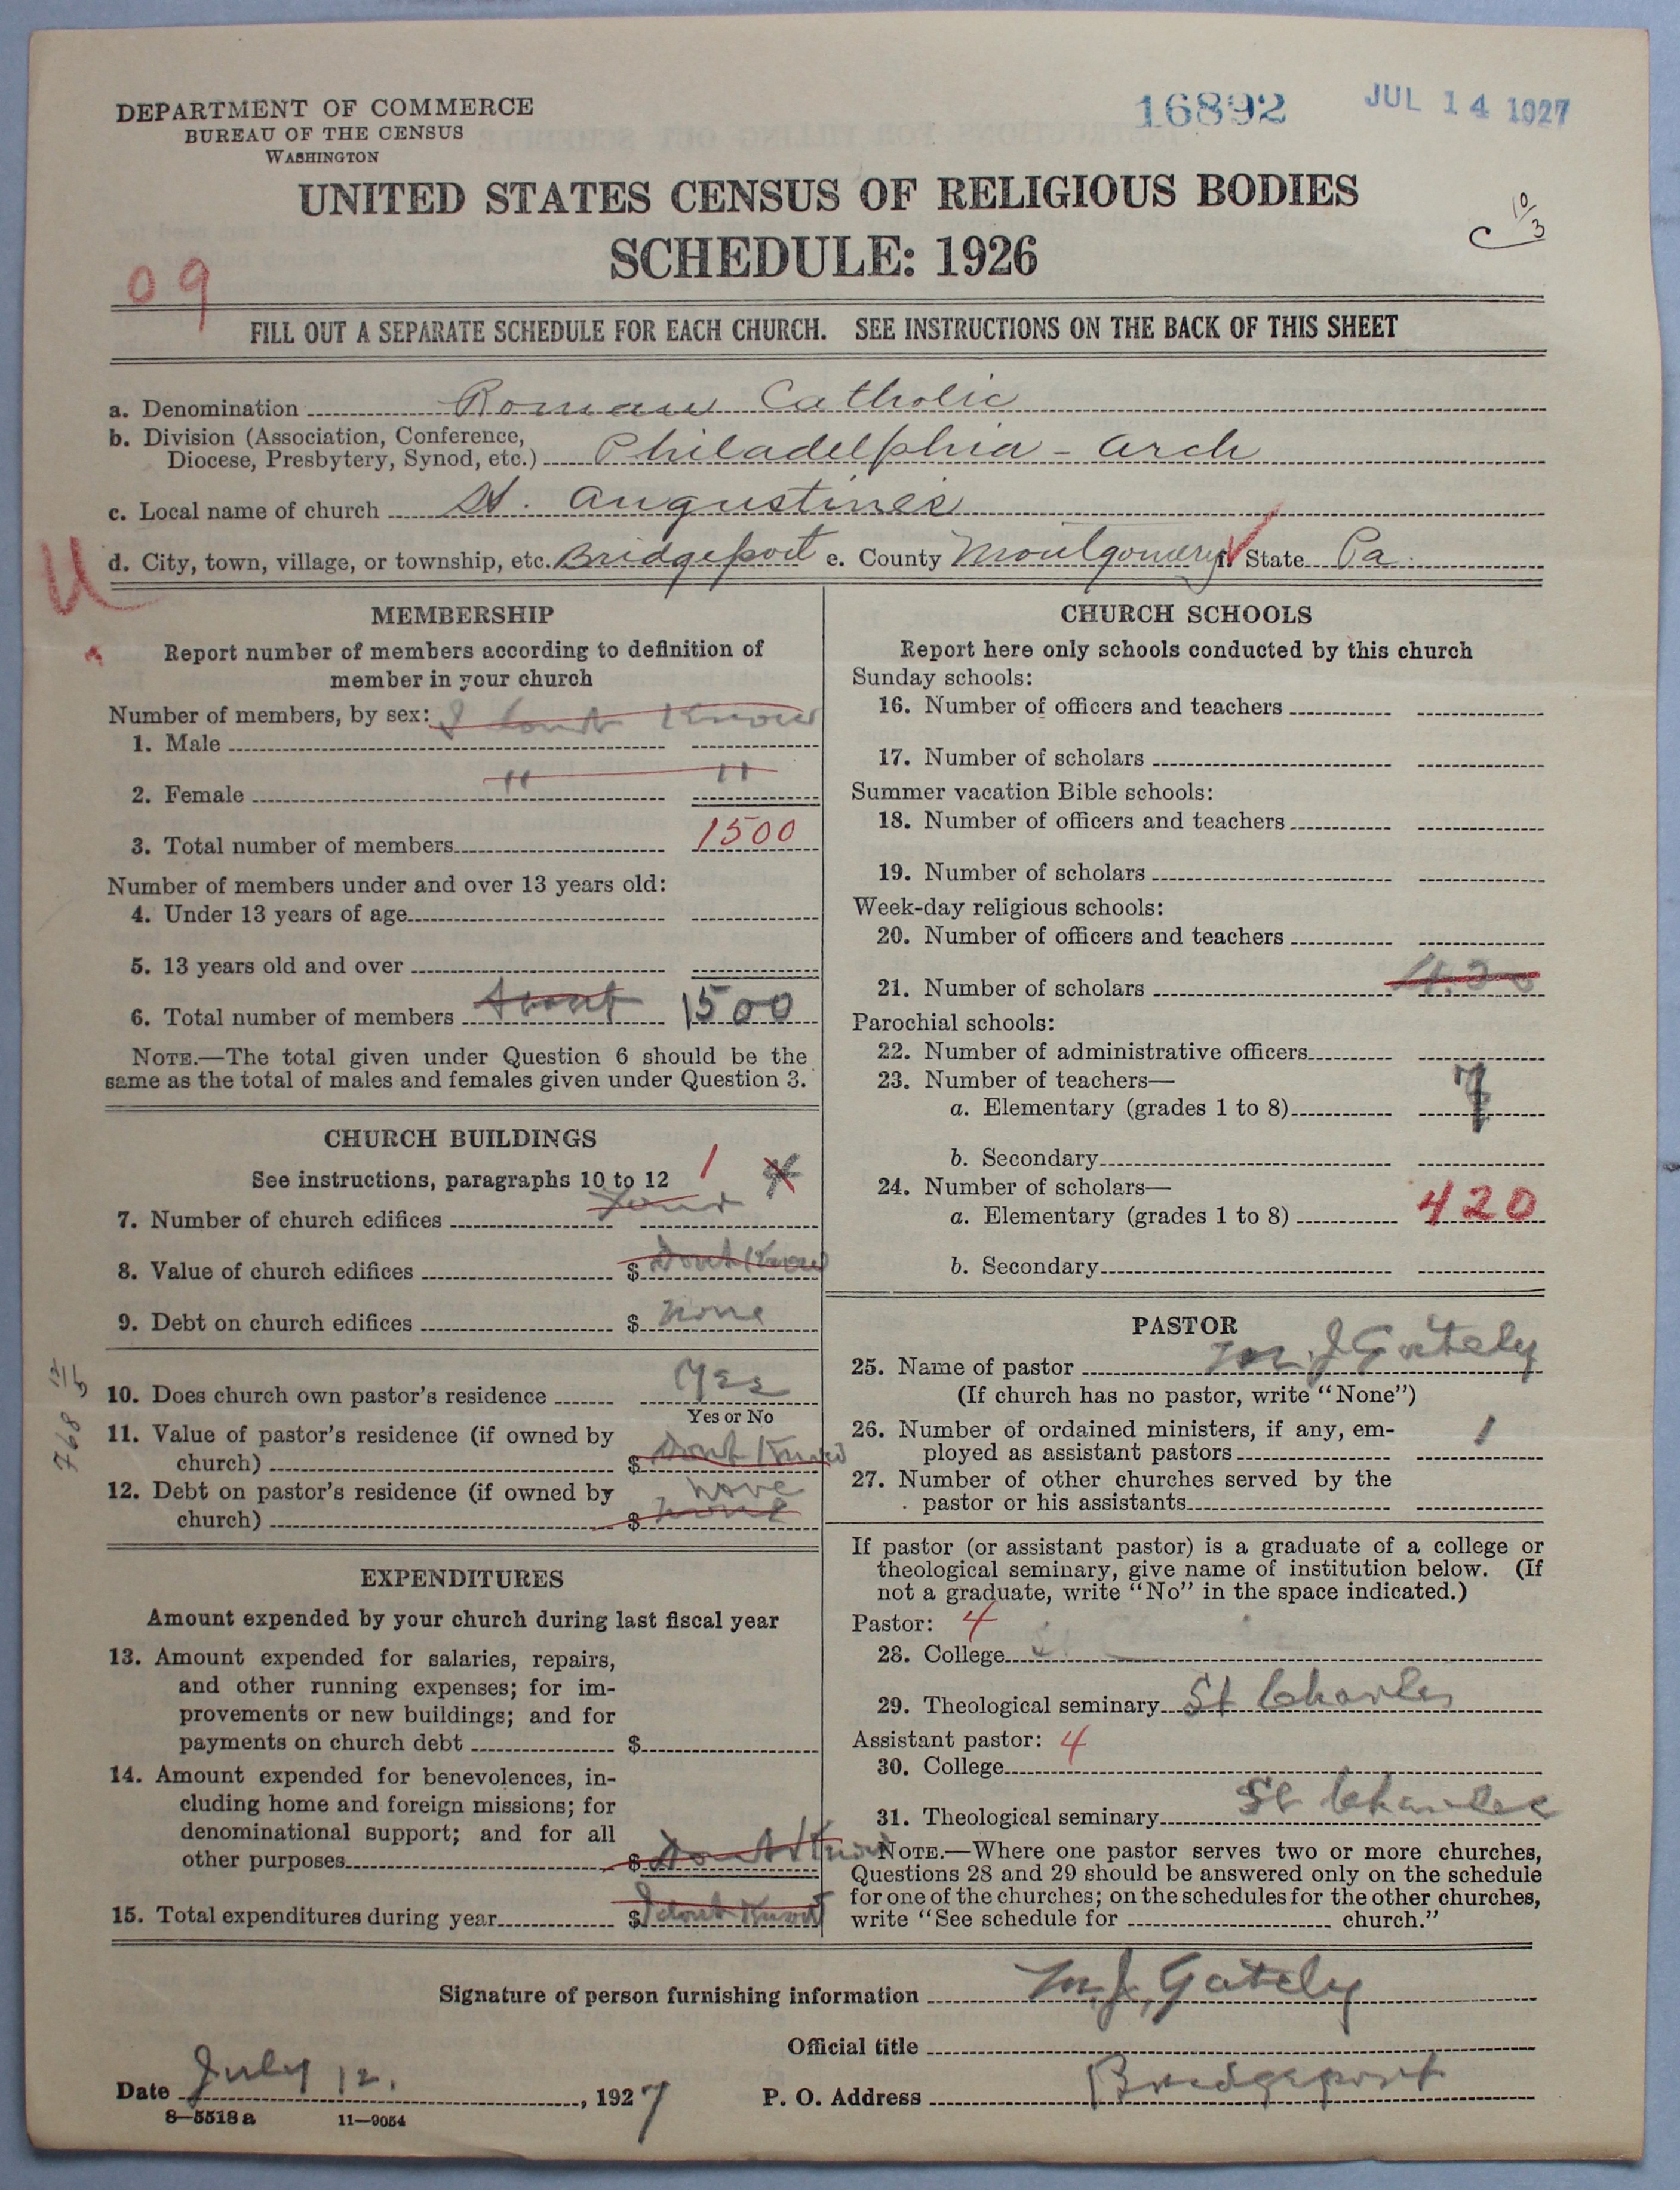 DEPARTMENT OF COMMERCE
BUREAU OF THE CENSUS
WASHINGTON
16892
JUL 14 1927
UNITED STATES CENSUS OF RELIGIOUS BODIES
SCHEDULE: 1926
10/3
C
09
FILL OUT A SEPARATE SCHEDULE FOR EACH CHURCH. SEE INSTRUCTIONS ON THE BACK OF THIS SHEET
a. Denomination Roman Catholic
b. Division (Association, Conference,
Diocese, Presbytery, Synod, etc.) Philadelphia - Arch
c. Local name of church St. Augustine's
U
d. City, town, village, or township, etc. Bridgeport e. County Montgomery f. State Pa.
MEMBERSHIP
Report number of members according to definition of
member in your church
Number of members, by sex: I dont Know
1. Male
2. Female " "
3. Total number of members 1500
Number of members under and over 13 years old:
4. Under 13 years of age
5. 13 years old and over
6. Total number of members about 1500
NOTE.—The total given under Question 6 should be the
same as the total of males and females given under Question 3.
CHURCH BUILDINGS
See instructions, paragraphs 10 to 12 1 4
7. Number of church edifices four
8. Value of church edifices $ Dont Know
9. Debt on church edifices $ none
10. Does church own pastor's residence Yes
Yes or No
11. Value of pastor's residence (if owned by
church) $ Dont Know
12. Debt on pastor's residence (if owned by none
church) $ none
EXPENDITURES
Amount expended by your church during last fiscal year
13. Amount expended for salaries, repairs,
and other running expenses; for im-
provements or new buildings; and for
payments on church debt $
14. Amount expended for benevolences, in-
cluding home and foreign missions; for
denominational support; and for all
other purposes $ Dont Know
15. Total expenditures during year $ I dont Know
CHURCH SCHOOLS
Report here only schools conducted by this church
Sunday schools:
16. Number of officers and teachers
17. Number of scholars
Summer vacation Bible schools:
18. Number of officers and teachers
19. Number of scholars
Week-day religious schools:
20. Number of officers and teachers
21. Number of scholars
Parochial schools:
22. Number of administrative officers
23. Number of teachers—
a. Elementary (grades 1 to 8) 7
b. Secondary
24. Number of scholars—
a. Elementary (grades 1 to 8) 420
b. Secondary
PASTOR
25. Name of pastor M. J Gately
(If church has no pastor, write "None")
26. Number of ordained ministers, if any, em-
ployed as assistant pastors 1
27. Number of other churches served by the
pastor or his assistants
If pastor (or assistant pastor) is a graduate of a college or
theological seminary, give name of institution below. (If
not a graduate, write "No" in the space indicated.)
Pastor: 4
28. College
29. Theological seminary St Charles
Assistant pastor: 4
30. College
31. Theological seminary St Charles
NOTE.—Where one pastor serves two or more churches,
Questions 28 and 29 should be answered only on the schedule
for one of the churches; on the schedules for the other churches,
write "See schedule for church."
Signature of person furnishing information M. J. Gately
Official title
Date July 12, 1927 P. O. Address Bridgeport
8—5518 a 11—9054